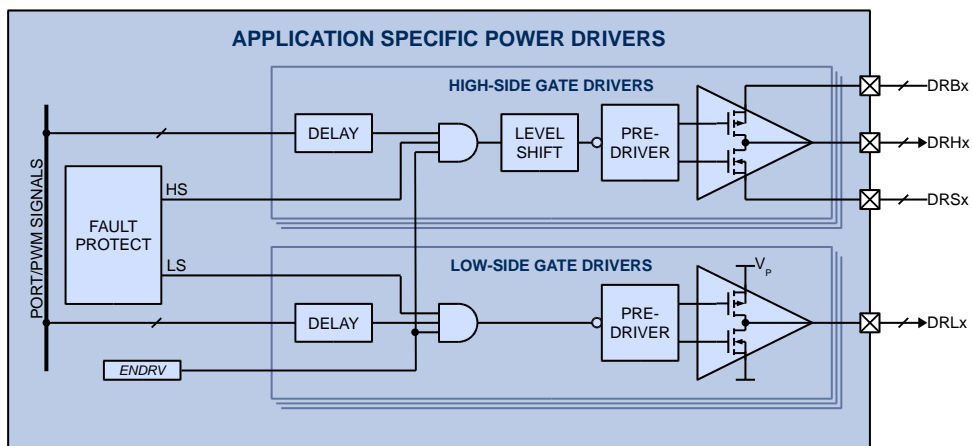 APPLICATION SPECIFIC POWER DRIVERS
HIGH-SIDE GATE DRIVERS
DRBx
DELAY
LEVEL
SHIFT
PRE-
DRIVER
DRHx
PORT/PWM SIGNALS
HS
FAULT
PROTECT
DRSx
LS
LOW-SIDE GATE DRIVERS
VP
DELAY
PRE-
DRIVER
DRLx
ENDRV